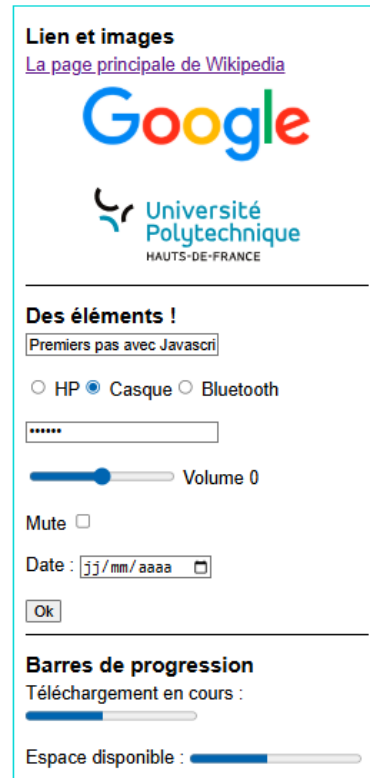 Lien et images
La page principale de Wikipedia
Google
Université
Polytechnique
HAUTS-DE-FRANCE
Des éléments !
Premiers pas avec Javascri
HP Casque Bluetooth
••••••
Volume 0
Mute
Date : jj/mm/aaaa
Ok
Barres de progression
Téléchargement en cours :
Espace disponible :